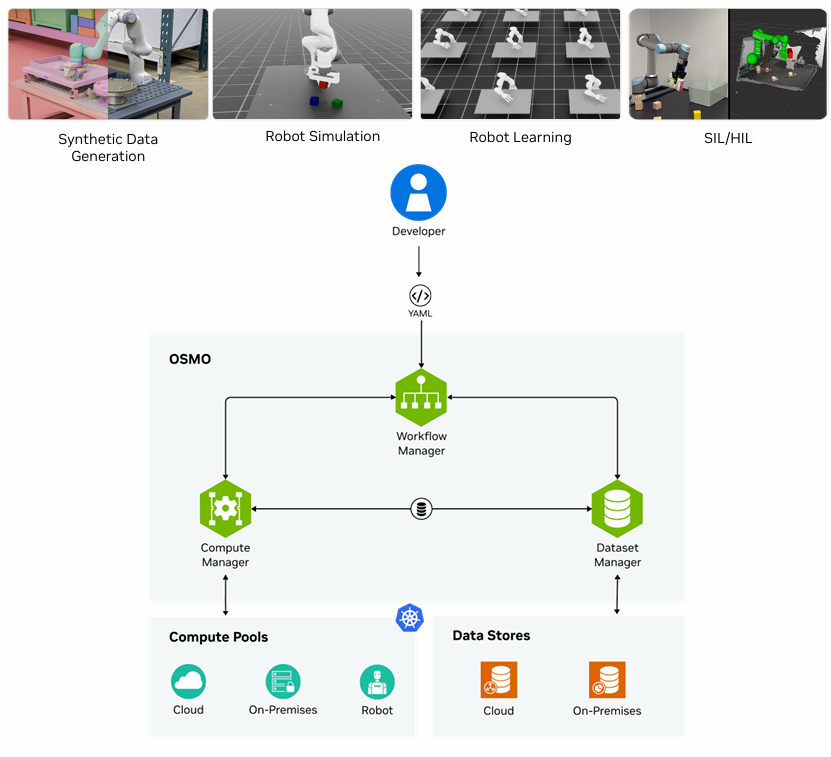 Synthetic Data
Generation
Robot Simulation
Robot Learning
SIL/HIL
Developer
YAML
OSMO
Workflow
Manager
Compute
Manager
Dataset
Manager
Compute Pools
Cloud
On-Premises
Robot
Data Stores
Cloud
On-Premises